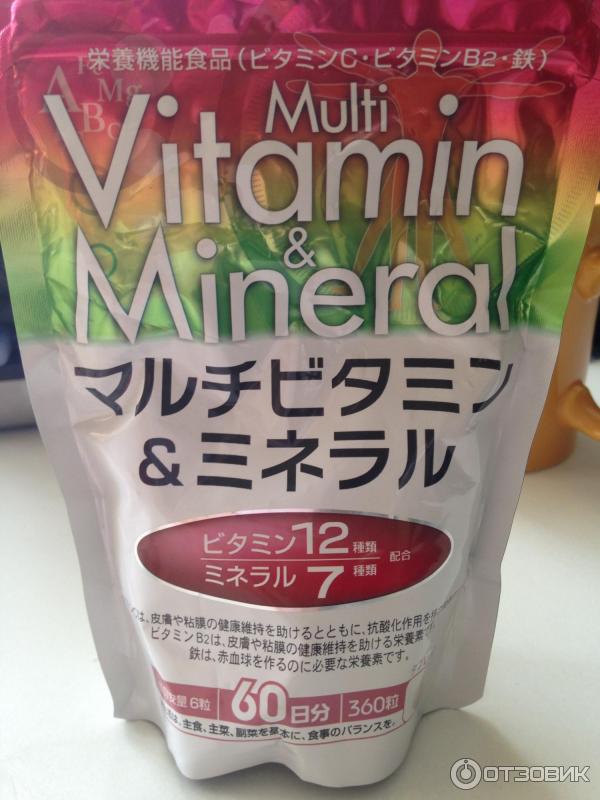 栄養機能食品(ビタミンC・ビタミンB2・鉄)
A Mg
B
Multi
Vitamin
&
Mineral
マルチビタミン
&ミネラル
ビタミン12種類
ミネラル7種類
配合
は、皮膚や粘膜の健康維持を助けるとともに、抗酸化作用を
ビタミンB2は、皮膚や粘膜の健康維持を助ける栄養素
鉄は、赤血球を作るのに必要な栄養素です。
安量 6粒 60日分 360粒
は、主食、主菜、副菜を基本に、食事のバランスを。
ОТЗОВИК